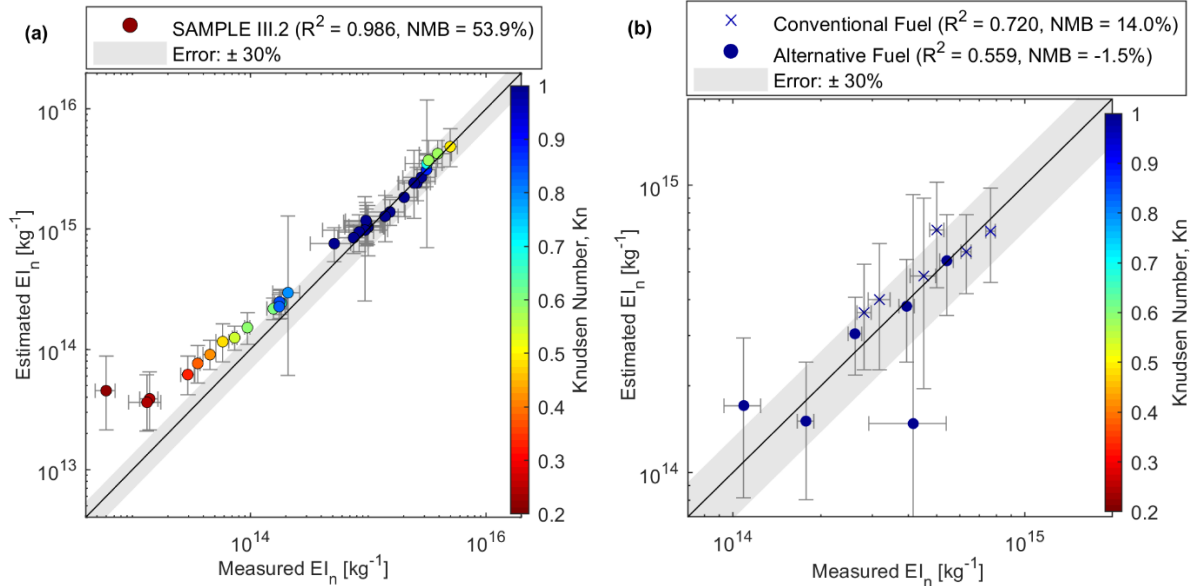 (a)
SAMPLE III.2 (R² = 0.986, NMB = 53.9%)
Error: ± 30%
10¹⁶
10¹⁵
10¹⁴
10¹³
Estimated EIₙ [kg⁻¹]
10¹⁴
10¹⁶
Measured EIₙ [kg⁻¹]
1
0.9
0.8
0.7
0.6
0.5
0.4
0.3
0.2
Knudsen Number, Kn
(b)
Conventional Fuel (R² = 0.720, NMB = 14.0%)
Alternative Fuel (R² = 0.559, NMB = -1.5%)
Error: ± 30%
10¹⁵
10¹⁴
Estimated EIₙ [kg⁻¹]
10¹⁴
10¹⁵
Measured EIₙ [kg⁻¹]
1
0.9
0.8
0.7
0.6
0.5
0.4
0.3
0.2
Knudsen Number, Kn